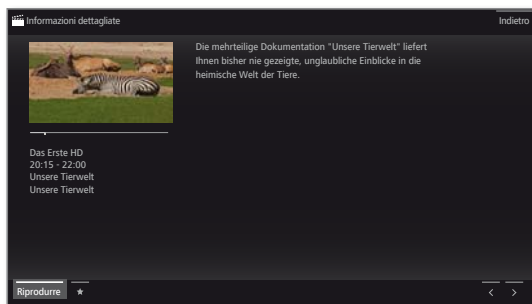 Informazioni dettagliate
Indietro
Die mehrteilige Dokumentation "Unsere Tierwelt" liefert
Ihnen bisher nie gezeigte, unglaubliche Einblicke in die
heimische Welt der Tiere.
Das Erste HD
20:15 - 22:00
Unsere Tierwelt
Unsere Tierwelt
Riprodurre